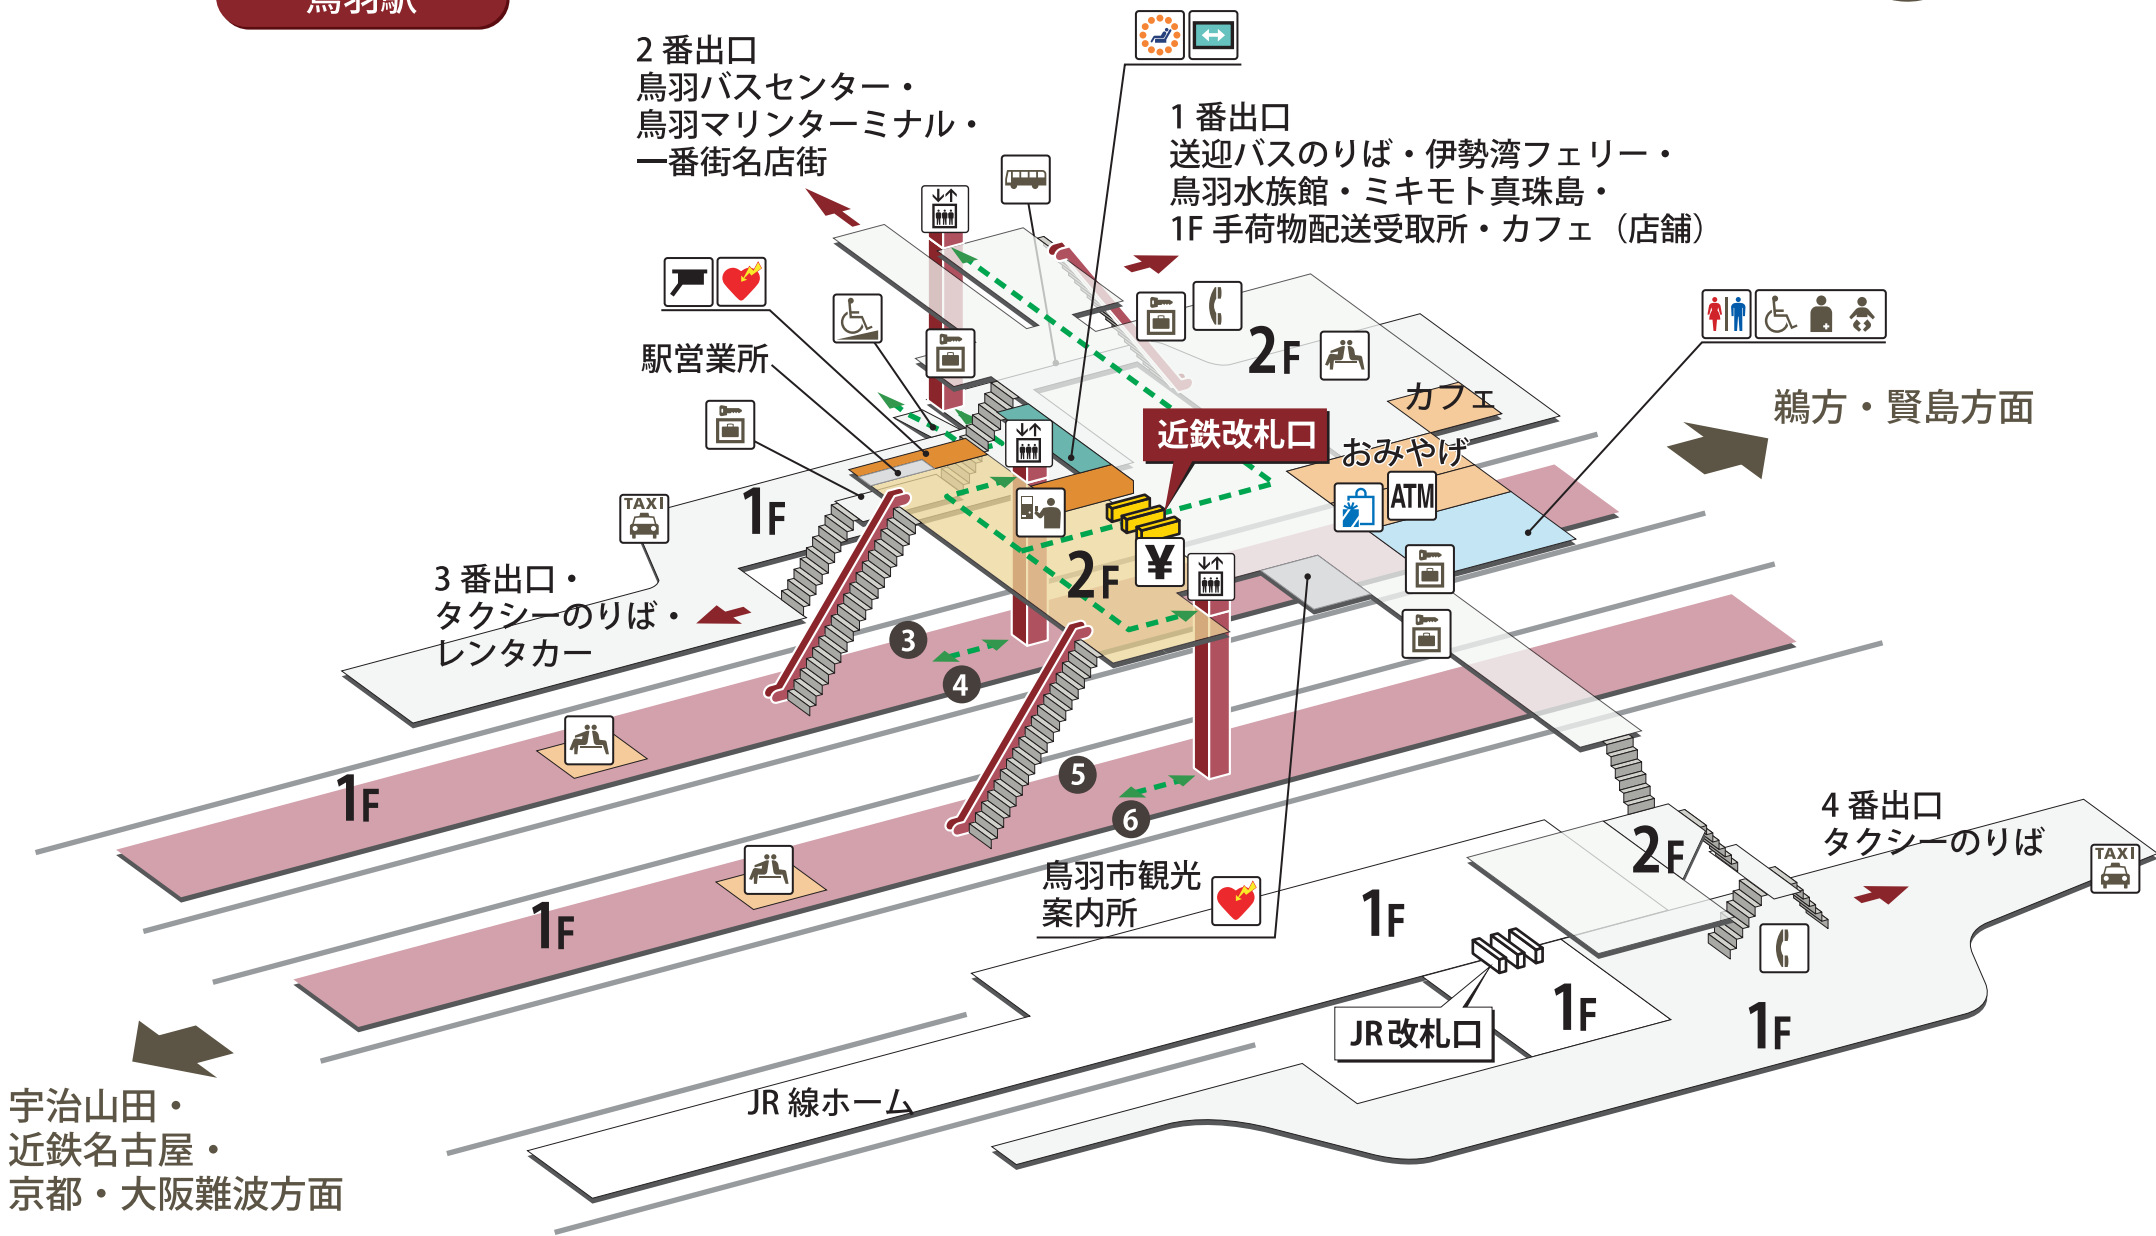 鳥羽駅
2 番出口
鳥羽バスセンター・
鳥羽マリンターミナル・
一番街名店街
1 番出口
送迎バスのりば・伊勢湾フェリー・
鳥羽水族館・ミキモト真珠島・
1F 手荷物配送受取所・カフェ（店舗）
駅営業所
2F
カフェ
鵜方・賢島方面
近鉄改札口
おみやげ
ATM
TAXI
1F
2F
¥
3 番出口・
タクシーのりば・
レンタカー
3
4
5
6
1F
1F
鳥羽市観光
案内所
2F
4 番出口
タクシーのりば
TAXI
1F
1F
1F
JR 改札口
JR 線ホーム
宇治山田・
近鉄名古屋・
京都・大阪難波方面